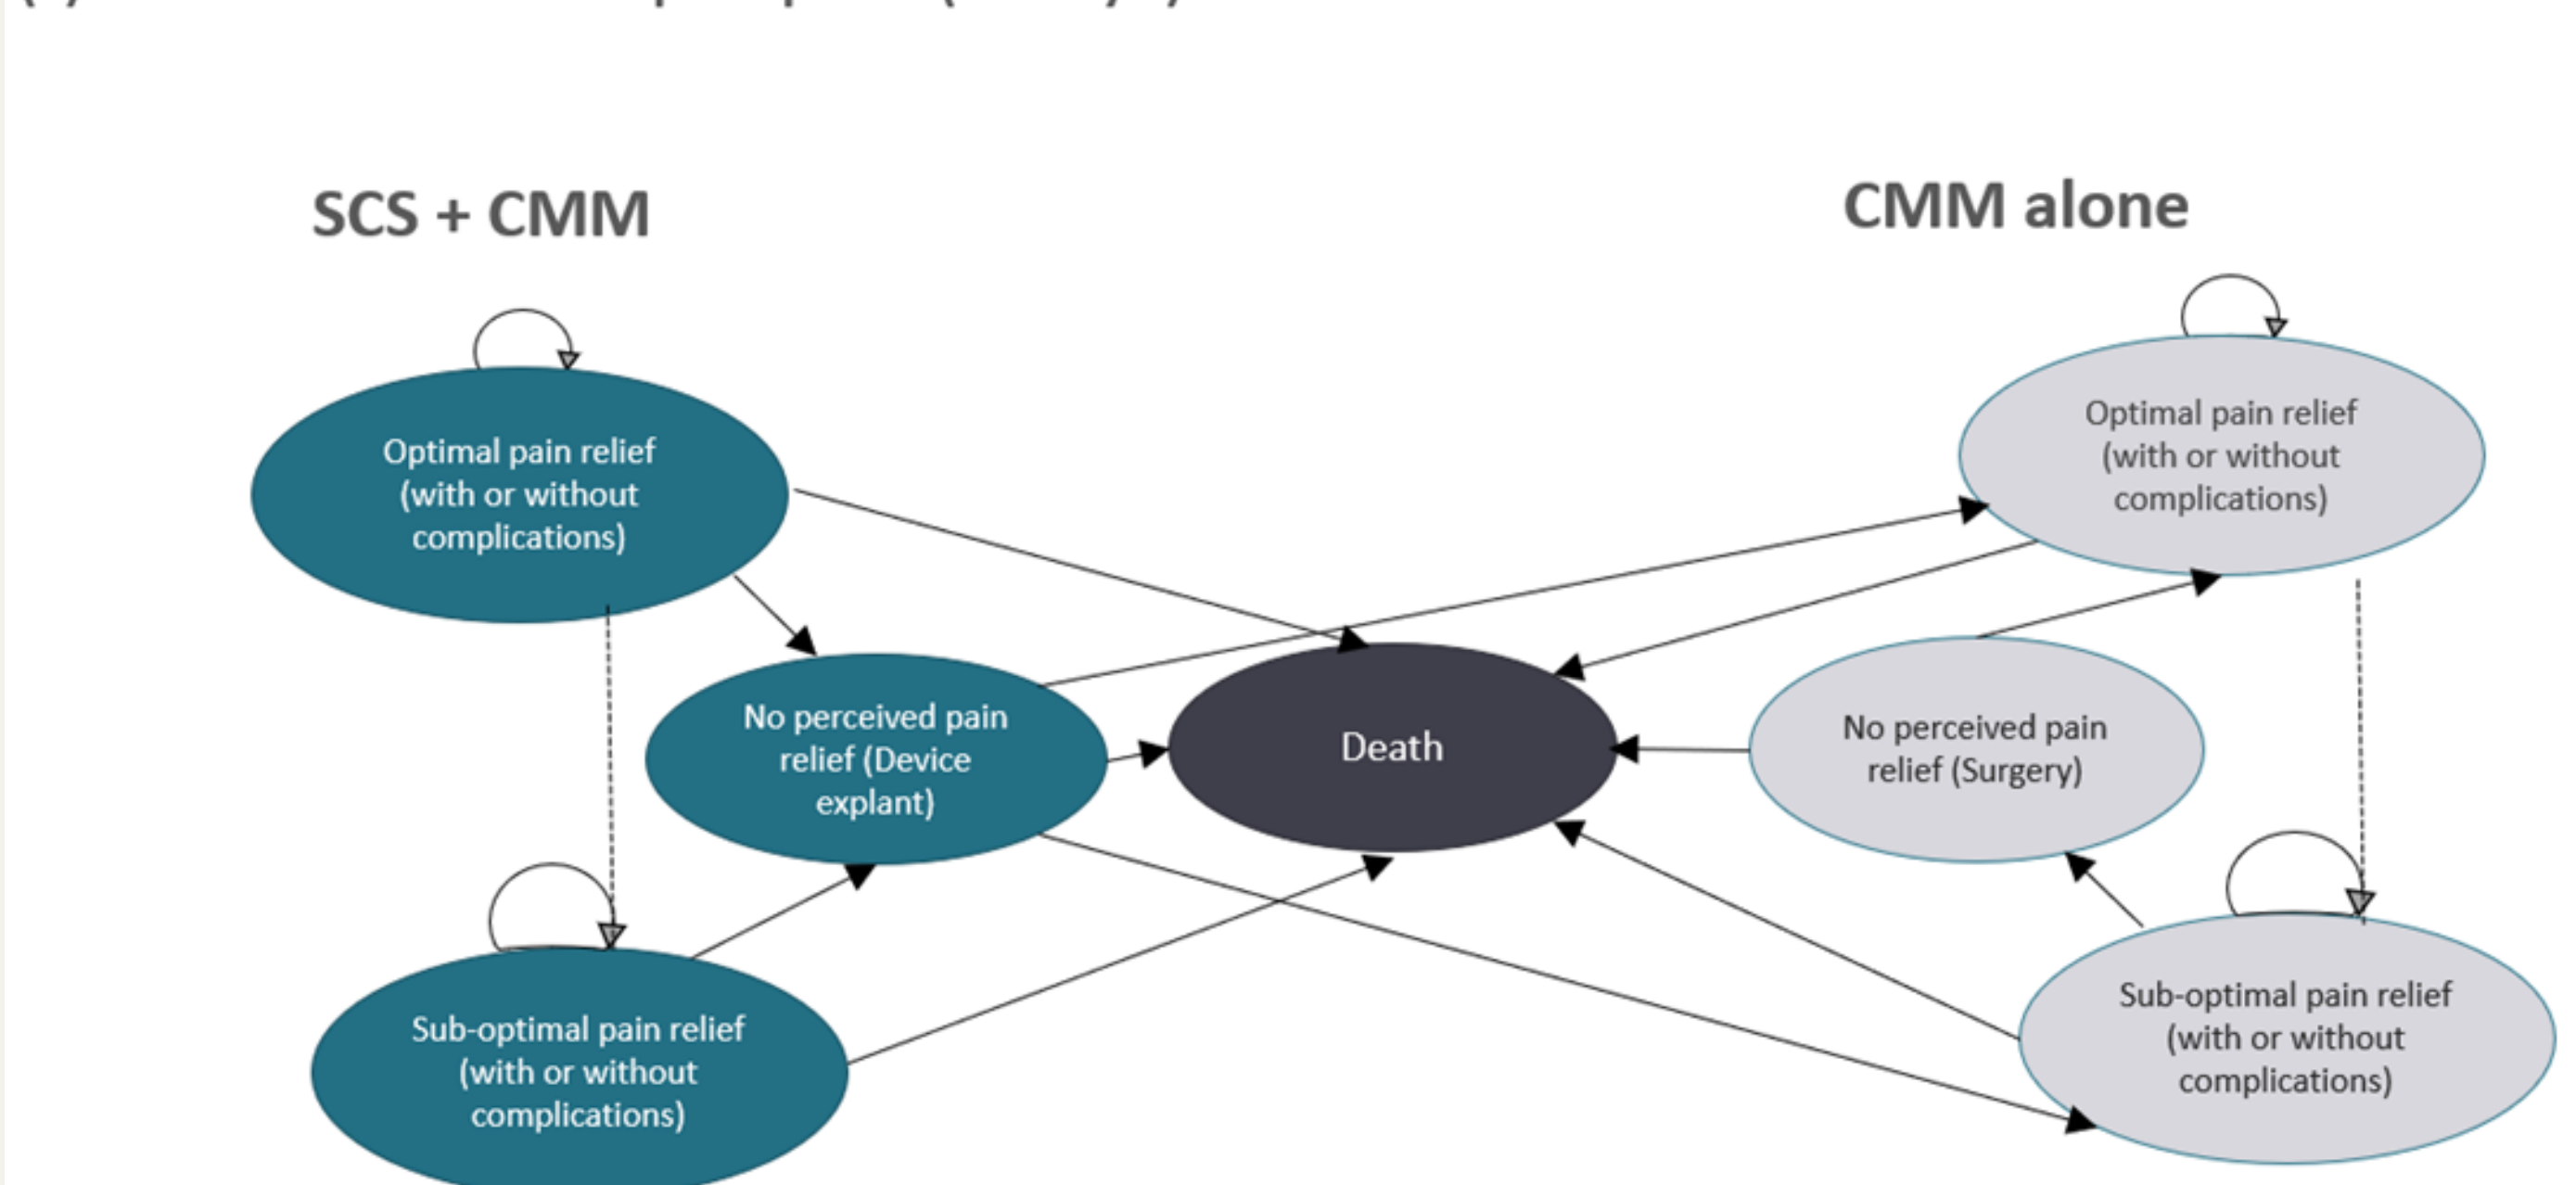 SCS + CMM
CMM alone
Optimal pain relief
(with or without
complications)
Optimal pain relief
(with or without
complications)
No perceived pain
relief (Device
explant)
Death
No perceived pain
relief (Surgery)
Sub-optimal pain relief
(with or without
complications)
Sub-optimal pain relief
(with or without
complications)